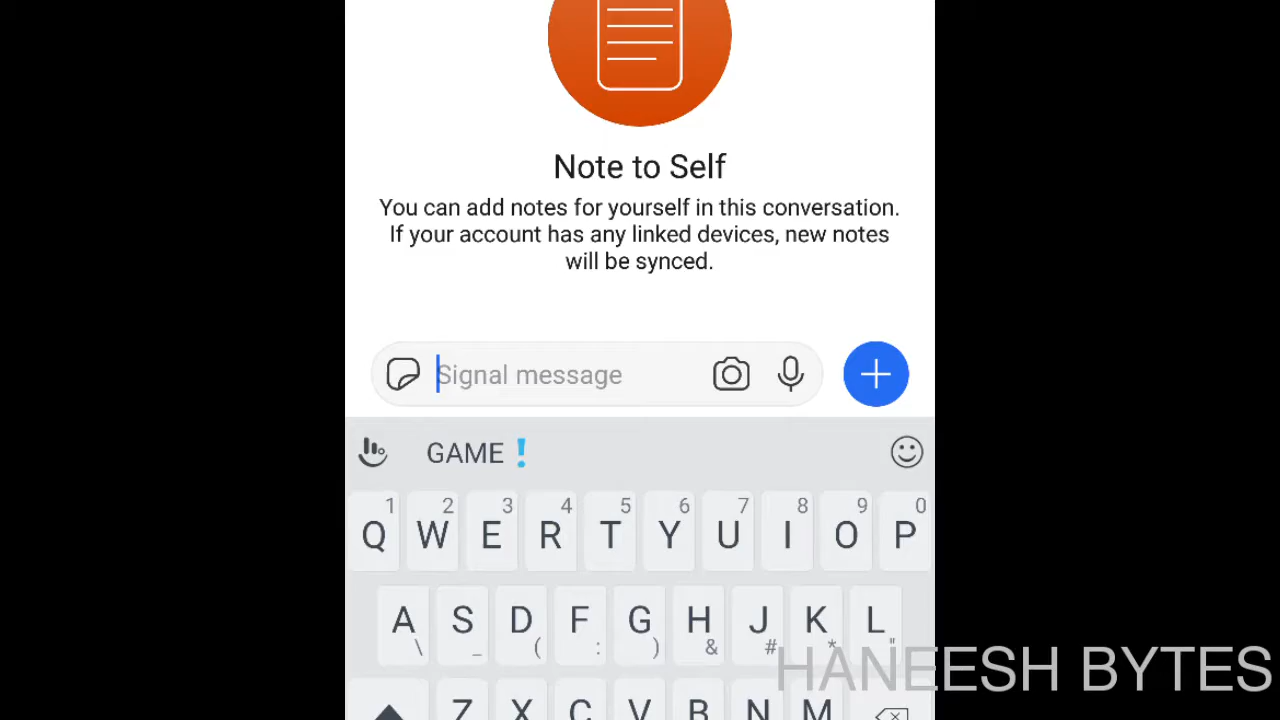 Note to Self
You can add notes for yourself in this conversation.
If your account has any linked devices, new notes
will be synced.
Signal message
GAME❗
1 2 3 4 5 6 7 8 9 0
Q W E R T Y U I O P
A S D F G H J K L
\ _ ( : ) & # * "
Z X C V B N M
HANEESH BYTES